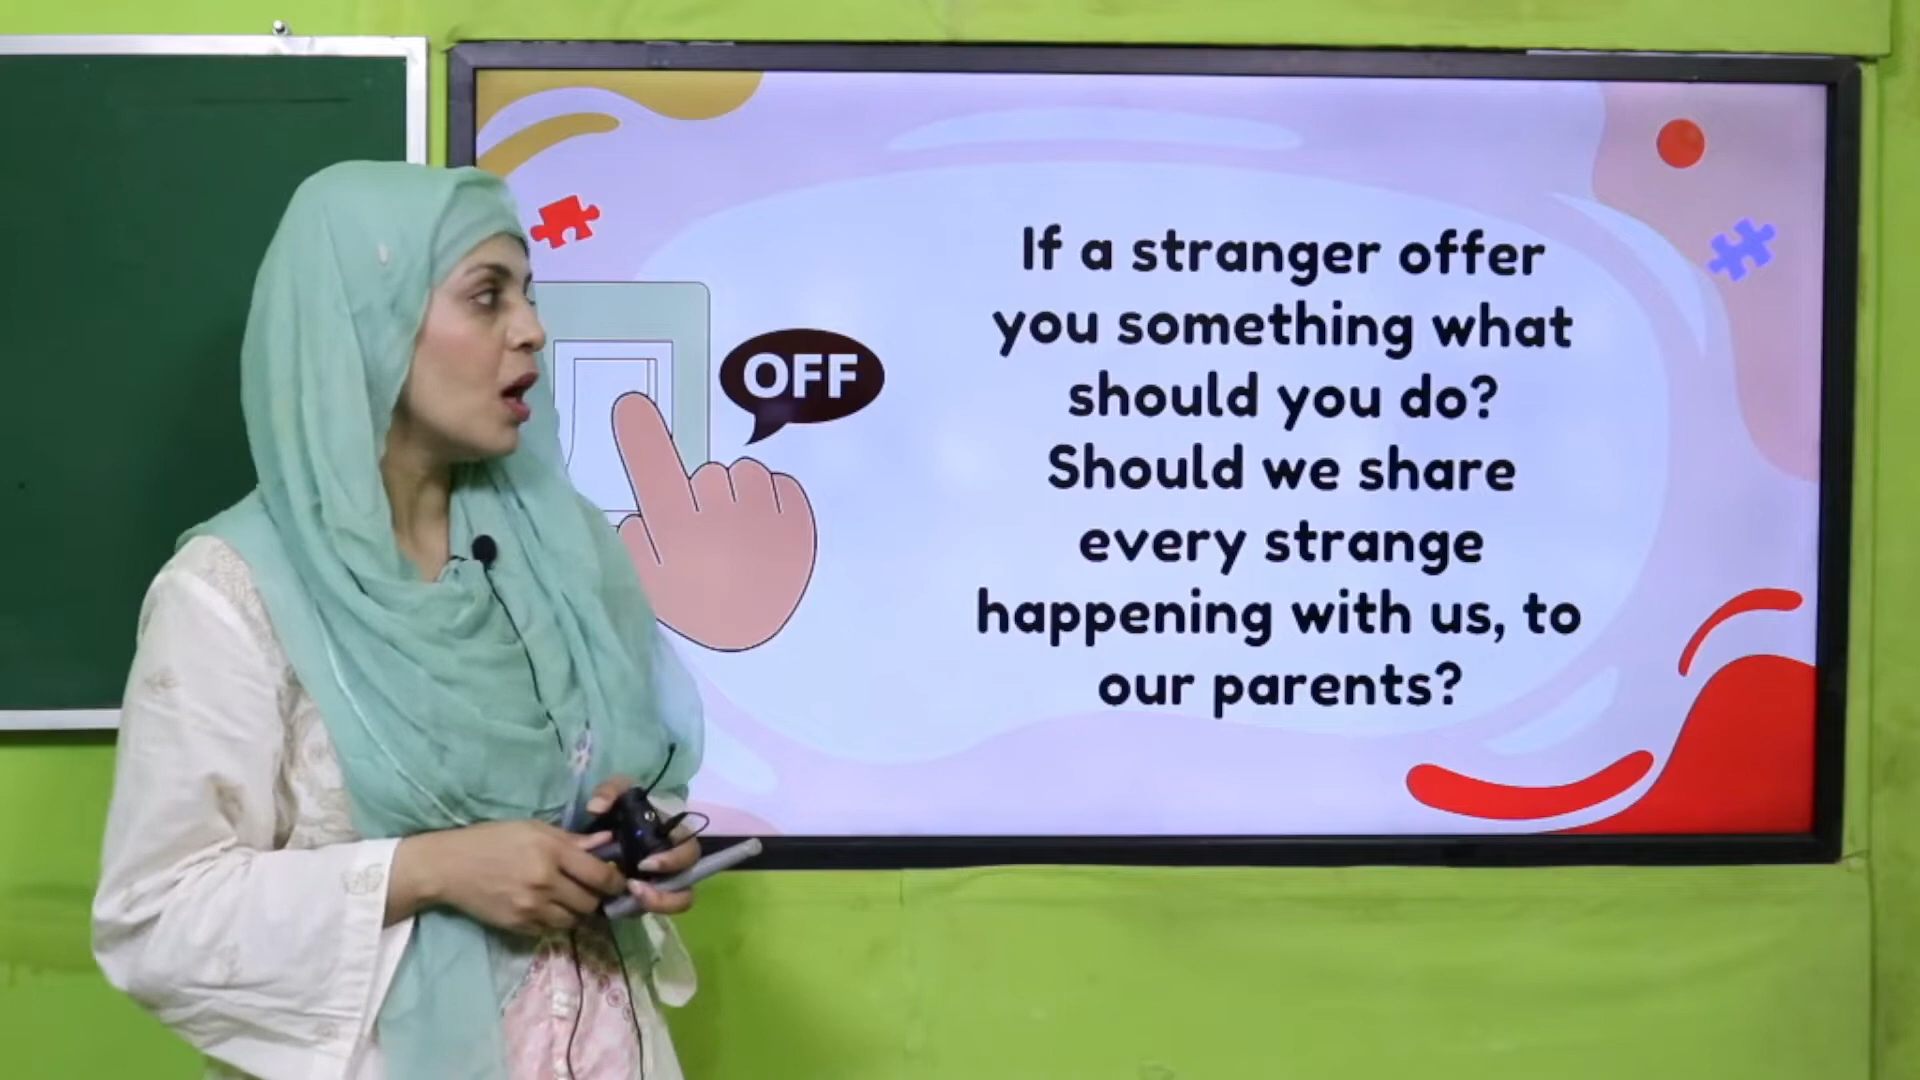 OFF
If a stranger offer
you something what
should you do?
Should we share
every strange
happening with us, to
our parents?